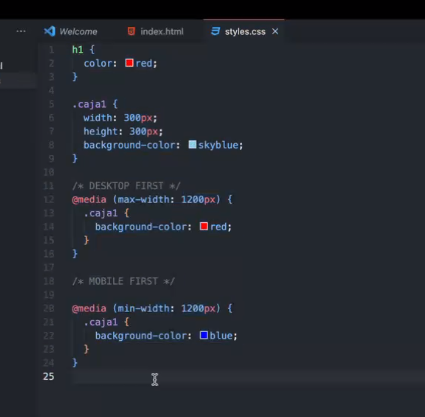 ... Welcome index.html styles.css ×
1 h1 {
2   color: red;
3 }
4
5 .caja1 {
6   width: 300px;
7   height: 300px;
8   background-color: skyblue;
9 }
10
11 /* DESKTOP FIRST */
12 @media (max-width: 1200px) {
13   .caja1 {
14     background-color: red;
15   }
16 }
17
18 /* MOBILE FIRST */
19
20 @media (min-width: 1200px) {
21   .caja1 {
22     background-color: blue;
23   }
24 }
25